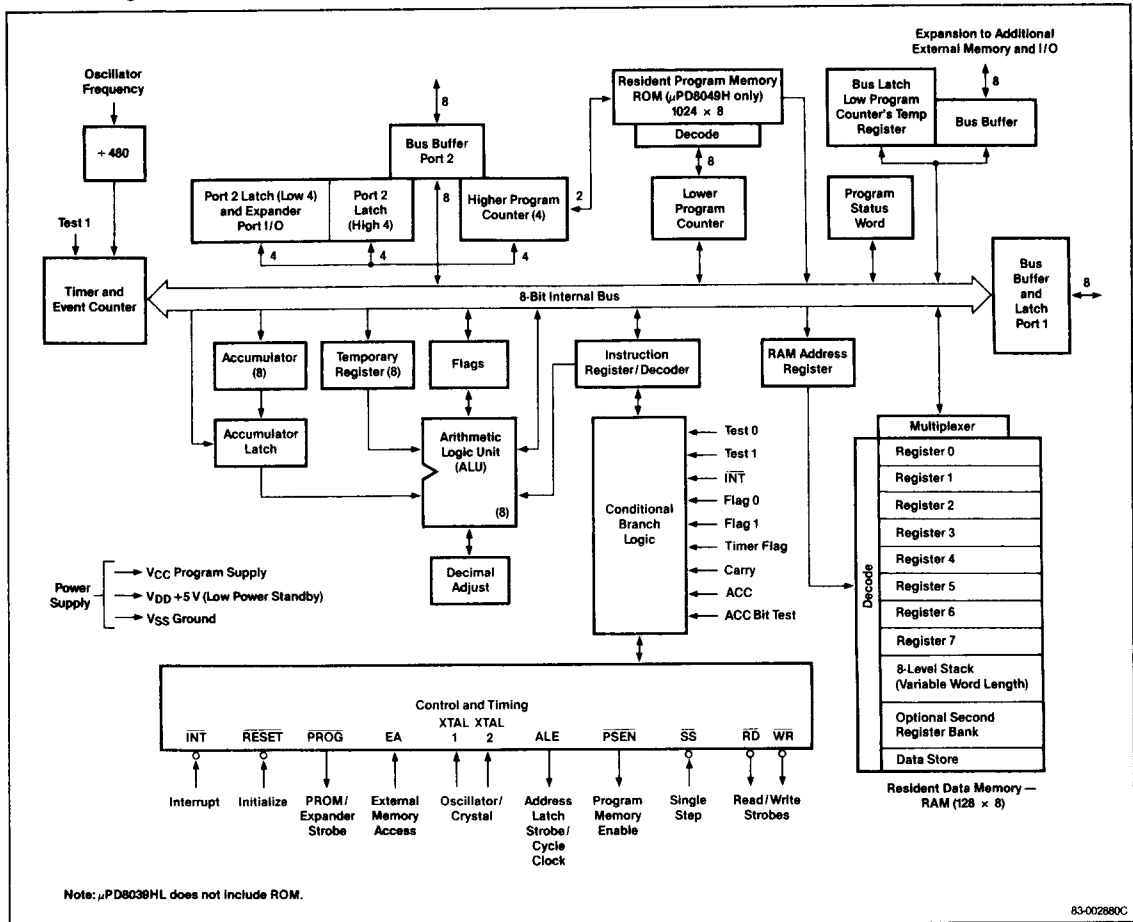 Expansion to Additional
External Memory and I/O
Oscillator
Frequency
8
8
Resident Program Memory
ROM (μPD8049H only)
1024 × 8
Decode
Bus Latch
Low Program
Counter's Temp
Register
Bus Buffer
÷ 480
Bus Buffer
Port 2
8
Port 2 Latch (Low 4)
and Expander
Port I/O
Port 2
Latch
(High 4)
8
Higher Program
Counter (4)
2
Lower
Program
Counter
Program
Status
Word
Test 1
4
4
4
Timer and
Event Counter
8-Bit Internal Bus
Bus
Buffer
and
Latch
Port 1
8
Accumulator
(8)
Temporary
Register (8)
Flags
Instruction
Register/Decoder
RAM Address
Register
Accumulator
Latch
Arithmetic
Logic Unit
(ALU)
(8)
Decimal
Adjust
Conditional
Branch
Logic
Test 0
Test 1
INT
Flag 0
Flag 1
Timer Flag
Carry
ACC
ACC Bit Test
Multiplexer
Decode
Register 0
Register 1
Register 2
Register 3
Register 4
Register 5
Register 6
Register 7
8-Level Stack
(Variable Word Length)
Optional Second
Register Bank
Data Store
Resident Data Memory —
RAM (128 × 8)
Power
Supply
VCC Program Supply
VDD +5 V (Low Power Standby)
VSS Ground
Control and Timing
XTAL XTAL
INT RESET PROG EA 1 2 ALE PSEN SS RD WR
Interrupt
Initialize
PROM/
Expander
Strobe
External
Memory
Access
Oscillator/
Crystal
Address
Latch
Strobe/
Cycle
Clock
Program
Memory
Enable
Single
Step
Read/Write
Strobes
Note: μPD8039HL does not include ROM.
83-002880C